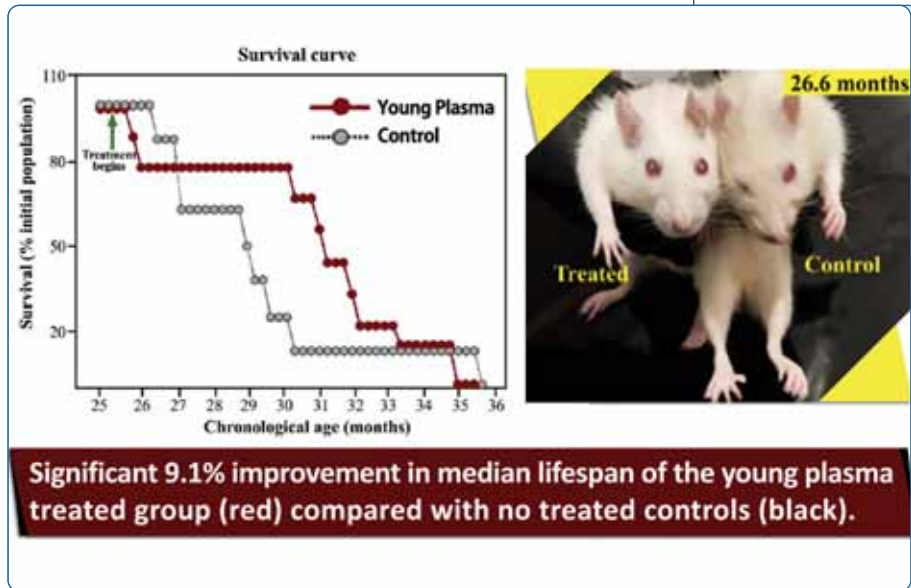 Survival curve
110
80
50
20
Survival (% initial population)
Treatment
begins
Young Plasma
Control
25 26 27 28 29 30 31 32 33 34 35 36
Chronological age (months)
26.6 months
Treated
Control
Significant 9.1% improvement in median lifespan of the young plasma
treated group (red) compared with no treated controls (black).